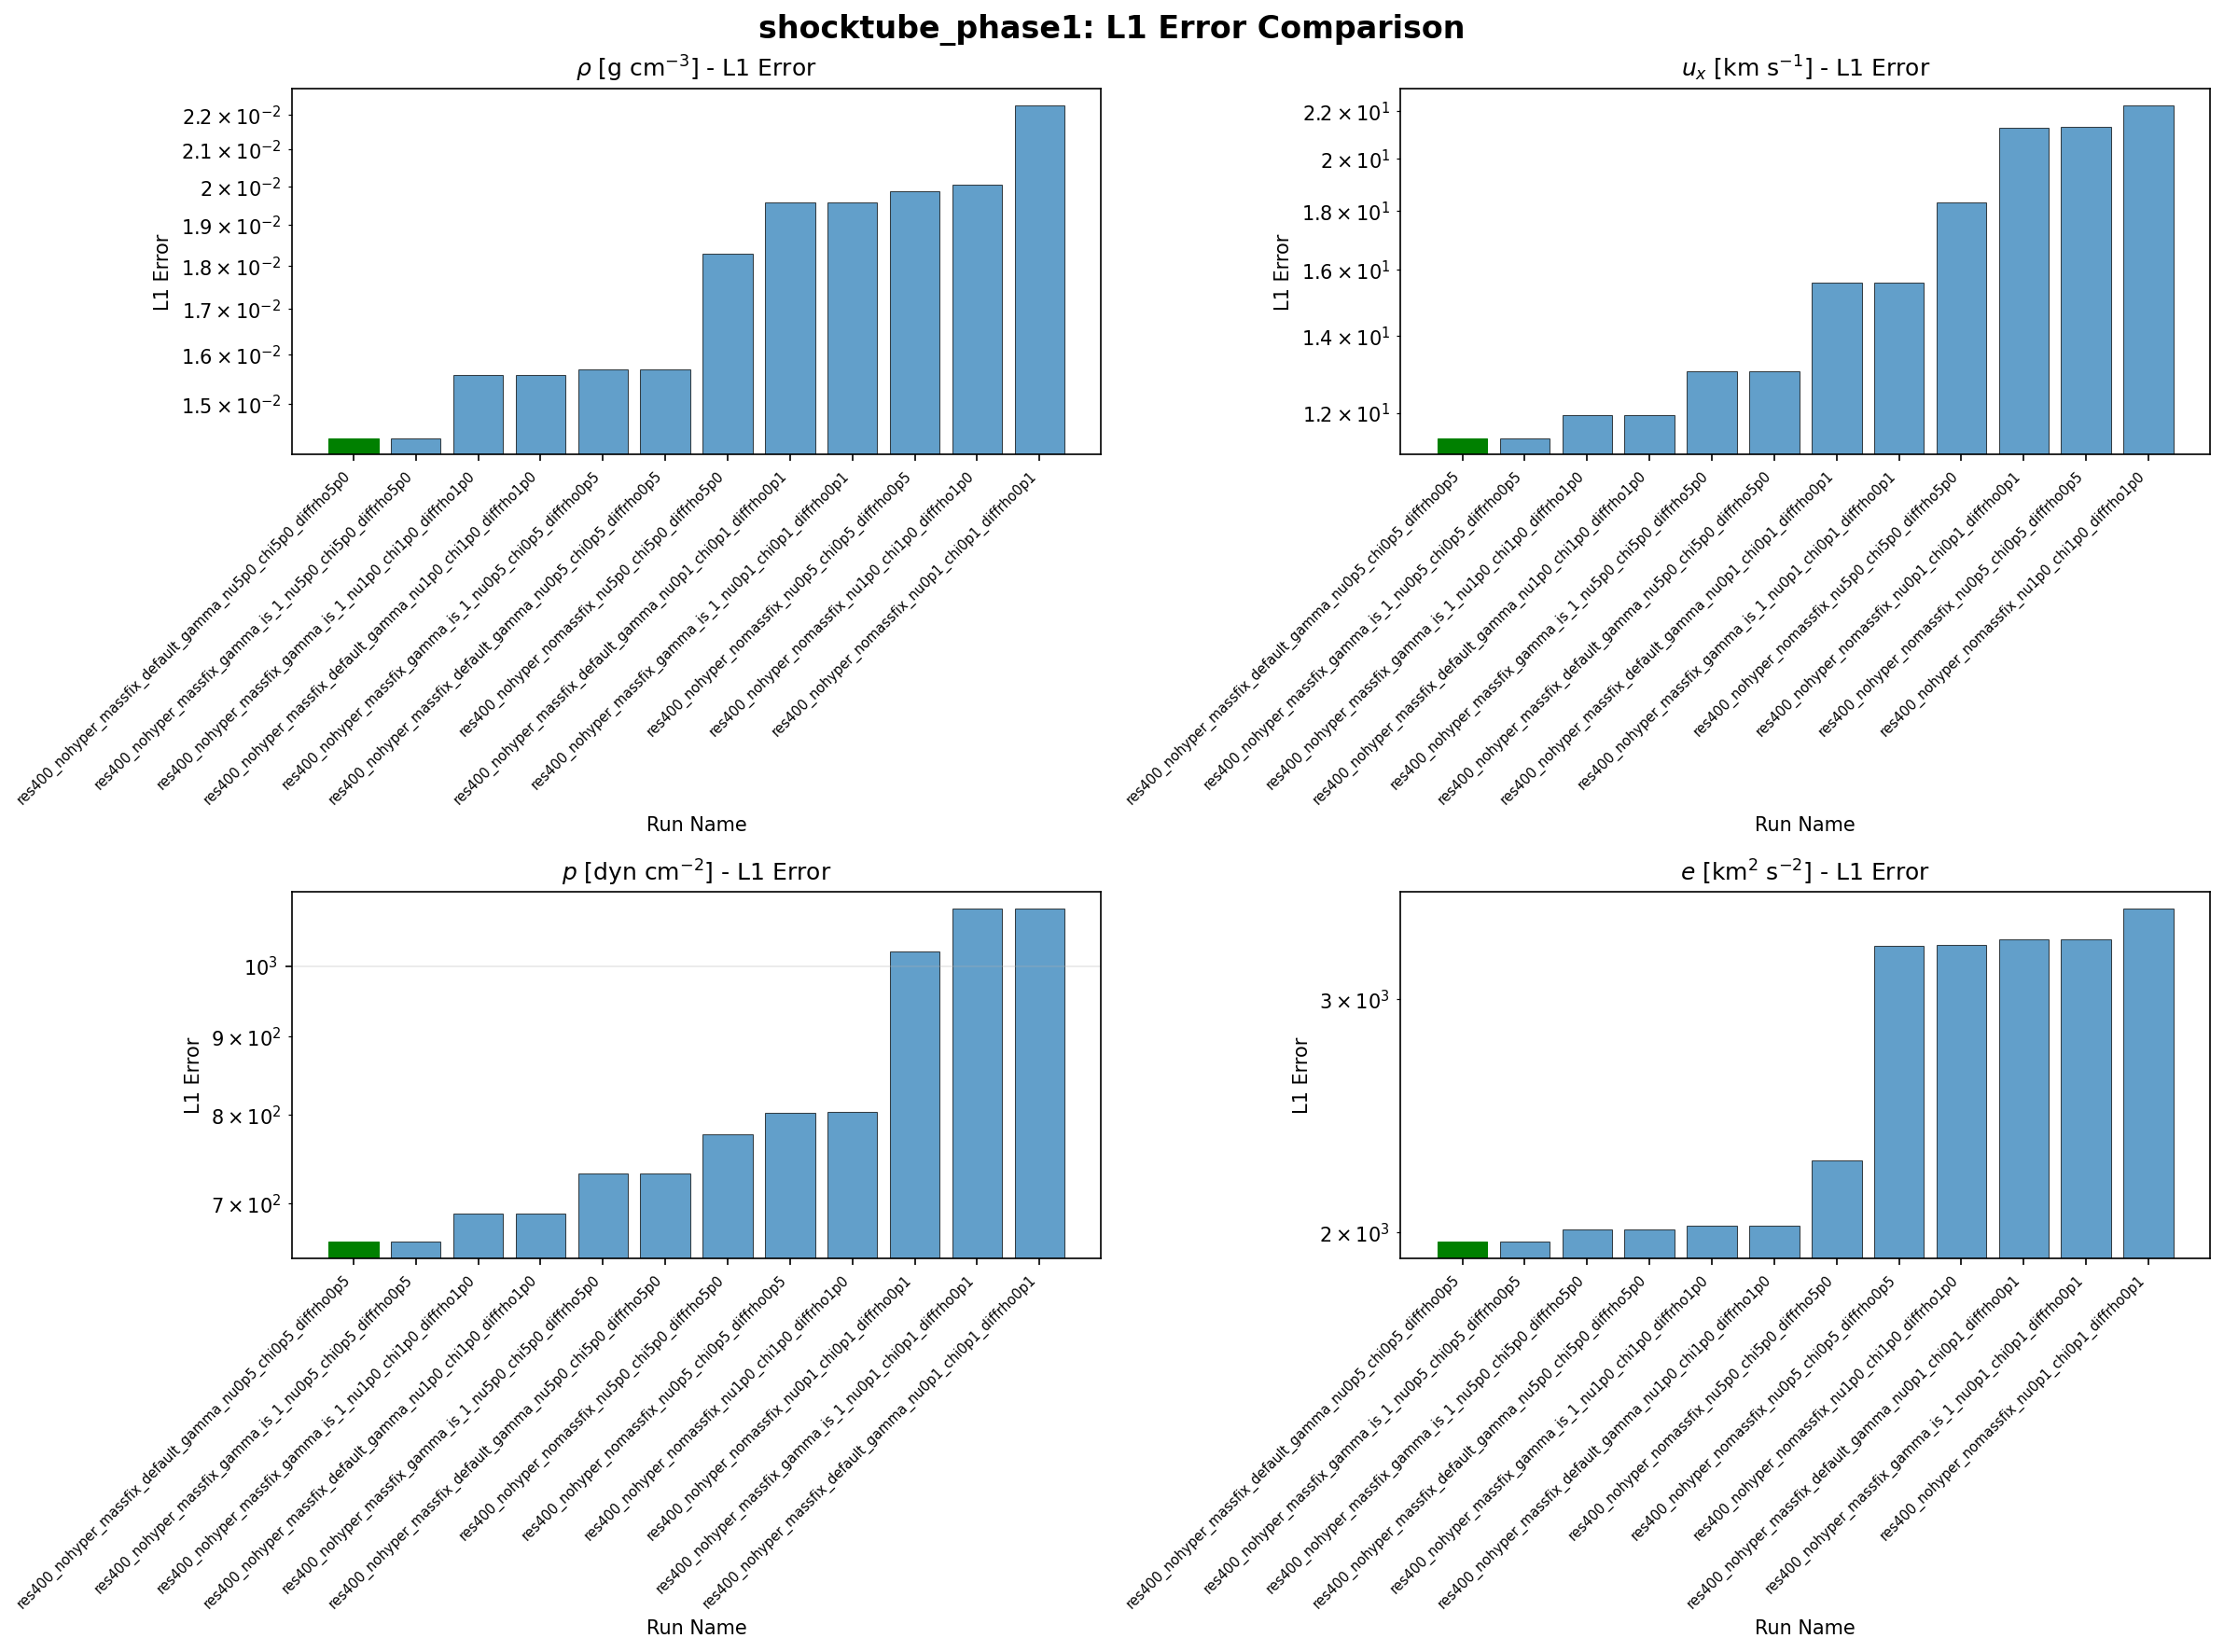 shocktube_phase1: L1 Error Comparison
ρ [g cm⁻³] - L1 Error
2.2 × 10⁻²
2.1 × 10⁻²
2 × 10⁻²
1.9 × 10⁻²
1.8 × 10⁻²
1.7 × 10⁻²
1.6 × 10⁻²
1.5 × 10⁻²
L1 Error
res400_nohyper_massfix_default_gamma_nu5p0_chi5p0_diffrho5p0
res400_nohyper_massfix_gamma_is_1_nu5p0_chi5p0_diffrho5p0
res400_nohyper_massfix_gamma_is_1_nu1p0_chi1p0_diffrho1p0
res400_nohyper_massfix_default_gamma_nu1p0_chi1p0_diffrho1p0
res400_nohyper_massfix_gamma_is_1_nu0p5_chi0p5_diffrho0p5
res400_nohyper_massfix_default_gamma_nu0p5_chi0p5_diffrho0p5
res400_nohyper_nomassfix_nu5p0_chi5p0_diffrho5p0
res400_nohyper_massfix_default_gamma_nu0p1_chi0p1_diffrho0p1
res400_nohyper_massfix_gamma_is_1_nu0p1_chi0p1_diffrho0p1
res400_nohyper_nomassfix_nu0p5_chi0p5_diffrho0p5
res400_nohyper_nomassfix_nu1p0_chi1p0_diffrho1p0
res400_nohyper_nomassfix_nu0p1_chi0p1_diffrho0p1
Run Name
uₓ [km s⁻¹] - L1 Error
2.2 × 10¹
2 × 10¹
1.8 × 10¹
1.6 × 10¹
1.4 × 10¹
1.2 × 10¹
L1 Error
res400_nohyper_massfix_default_gamma_nu0p5_chi0p5_diffrho0p5
res400_nohyper_massfix_gamma_is_1_nu0p5_chi0p5_diffrho0p5
res400_nohyper_massfix_gamma_is_1_nu1p0_chi1p0_diffrho1p0
res400_nohyper_massfix_default_gamma_nu1p0_chi1p0_diffrho1p0
res400_nohyper_massfix_gamma_is_1_nu5p0_chi5p0_diffrho5p0
res400_nohyper_massfix_default_gamma_nu5p0_chi5p0_diffrho5p0
res400_nohyper_massfix_default_gamma_nu0p1_chi0p1_diffrho0p1
res400_nohyper_massfix_gamma_is_1_nu0p1_chi0p1_diffrho0p1
res400_nohyper_nomassfix_nu5p0_chi5p0_diffrho5p0
res400_nohyper_nomassfix_nu0p1_chi0p1_diffrho0p1
res400_nohyper_nomassfix_nu0p5_chi0p5_diffrho0p5
res400_nohyper_nomassfix_nu1p0_chi1p0_diffrho1p0
Run Name
p [dyn cm⁻²] - L1 Error
10³
9 × 10²
8 × 10²
7 × 10²
L1 Error
res400_nohyper_massfix_default_gamma_nu0p5_chi0p5_diffrho0p5
res400_nohyper_massfix_gamma_is_1_nu0p5_chi0p5_diffrho0p5
res400_nohyper_massfix_gamma_is_1_nu1p0_chi1p0_diffrho1p0
res400_nohyper_massfix_default_gamma_nu1p0_chi1p0_diffrho1p0
res400_nohyper_massfix_gamma_is_1_nu5p0_chi5p0_diffrho5p0
res400_nohyper_massfix_default_gamma_nu5p0_chi5p0_diffrho5p0
res400_nohyper_nomassfix_nu5p0_chi5p0_diffrho5p0
res400_nohyper_nomassfix_nu0p5_chi0p5_diffrho0p5
res400_nohyper_nomassfix_nu1p0_chi1p0_diffrho1p0
res400_nohyper_nomassfix_nu0p1_chi0p1_diffrho0p1
res400_nohyper_massfix_gamma_is_1_nu0p1_chi0p1_diffrho0p1
res400_nohyper_massfix_default_gamma_nu0p1_chi0p1_diffrho0p1
Run Name
e [km² s⁻²] - L1 Error
3 × 10³
2 × 10³
L1 Error
res400_nohyper_massfix_default_gamma_nu0p5_chi0p5_diffrho0p5
res400_nohyper_massfix_gamma_is_1_nu0p5_chi0p5_diffrho0p5
res400_nohyper_massfix_gamma_is_1_nu5p0_chi5p0_diffrho5p0
res400_nohyper_massfix_default_gamma_nu5p0_chi5p0_diffrho5p0
res400_nohyper_massfix_gamma_is_1_nu1p0_chi1p0_diffrho1p0
res400_nohyper_massfix_default_gamma_nu1p0_chi1p0_diffrho1p0
res400_nohyper_nomassfix_nu5p0_chi5p0_diffrho5p0
res400_nohyper_nomassfix_nu0p5_chi0p5_diffrho0p5
res400_nohyper_nomassfix_nu1p0_chi1p0_diffrho1p0
res400_nohyper_massfix_default_gamma_nu0p1_chi0p1_diffrho0p1
res400_nohyper_massfix_gamma_is_1_nu0p1_chi0p1_diffrho0p1
res400_nohyper_nomassfix_nu0p1_chi0p1_diffrho0p1
Run Name